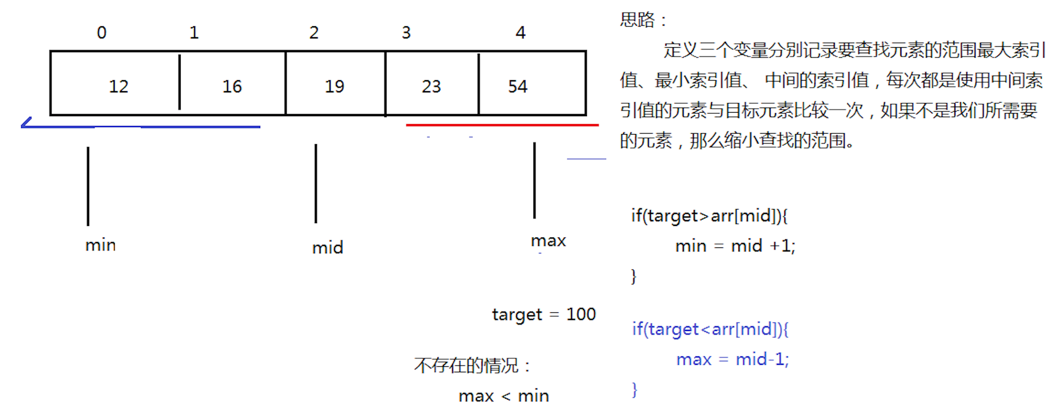 0 1 2 3 4
12 16 19 23 54
min mid max
target = 100
不存在的情况：
max < min
思路：
定义三个变量分别记录要查找元素的范围最大索引
值、最小索引值、 中间的索引值，每次都是使用中间索
引值的元素与目标元素比较一次，如果不是我们所需要
的元素，那么缩小查找的范围。
if(target>arr[mid]){
min = mid +1;
}
if(target<arr[mid]){
max = mid-1;
}